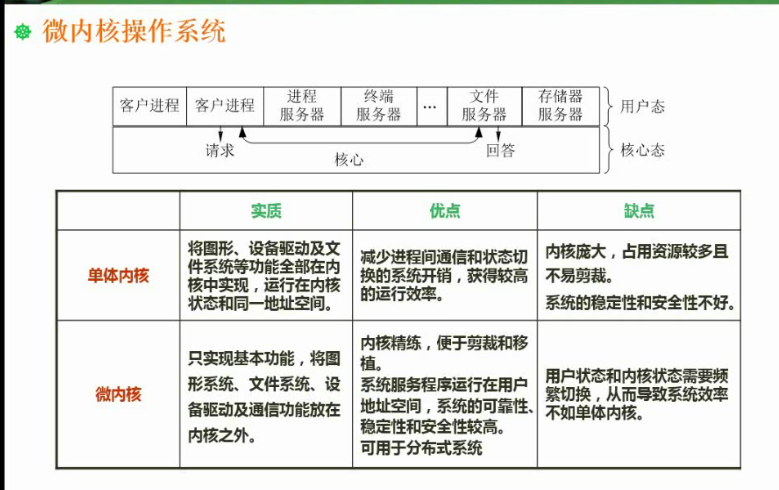 微内核操作系统
客户进程 客户进程 进程 终端 … 文件 存储器 用户态
服务器 服务器 服务器 服务器
请求 核心 回答 核心态
实质 优点 缺点
单体内核
将图形、设备驱动及文
件系统等功能全部在内
核中实现，运行在内核
状态和同一地址空间。
减少进程间通信和状态切
换的系统开销，获得较高
的运行效率。
内核庞大，占用资源较多且
不易剪裁。
系统的稳定性和安全性不好。
微内核
只实现基本功能，将图
形系统、文件系统、设
备驱动及通信功能放在
内核之外。
内核精练，便于剪裁和移
植。
系统服务程序运行在用户
地址空间，系统的可靠性、
稳定性和安全性较高。
可用于分布式系统
用户状态和内核状态需要频
繁切换，从而导致系统效率
不如单体内核。